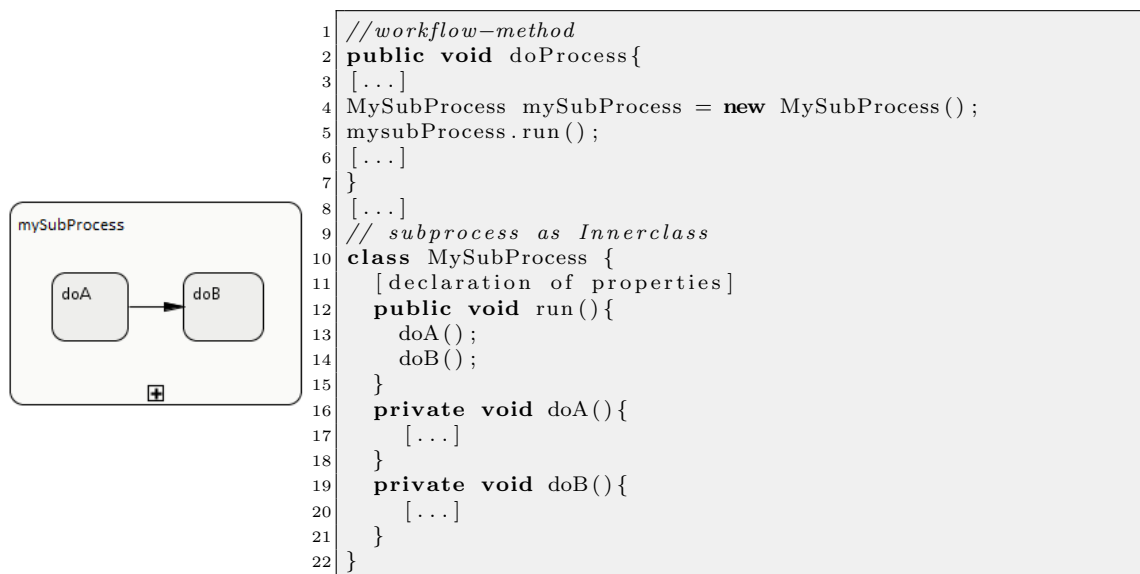 mySubProcess
doA
doB
1 //workflow-method
2 public void doProcess{
3 [...]
4 MySubProcess mySubProcess = new MySubProcess();
5 mysubProcess.run();
6 [...]
7 }
8 [...]
9 // subprocess as Innerclass
10 class MySubProcess {
11 [declaration of properties]
12 public void run(){
13 doA();
14 doB();
15 }
16 private void doA(){
17 [...]
18 }
19 private void doB(){
20 [...]
21 }
22 }